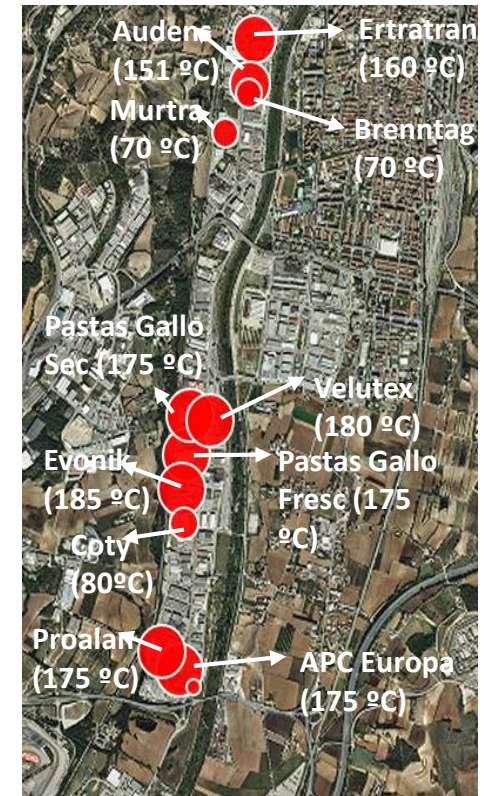 Audens
(151 ºC)
Ertratran
(160 ºC)
Murtra
(70 ºC)
Brenntag
(70 ºC)
Pastas Gallo
Sec (175 ºC)
Velutex
(180 ºC)
Evonik
(185 ºC)
Pastas Gallo
Fresc (175
ºC)
Coty
(80ºC)
Proalan
(175 ºC)
APC Europa
(175 ºC)